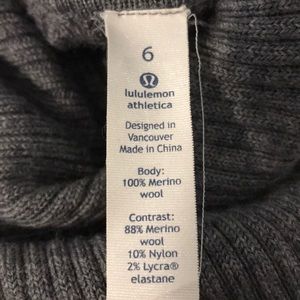 6
lululemon
athletica
Designed in
Vancouver
Made in China
Body:
100% Merino
wool
Contrast:
88% Merino
wool
10% Nylon
2% Lycra®
elastane